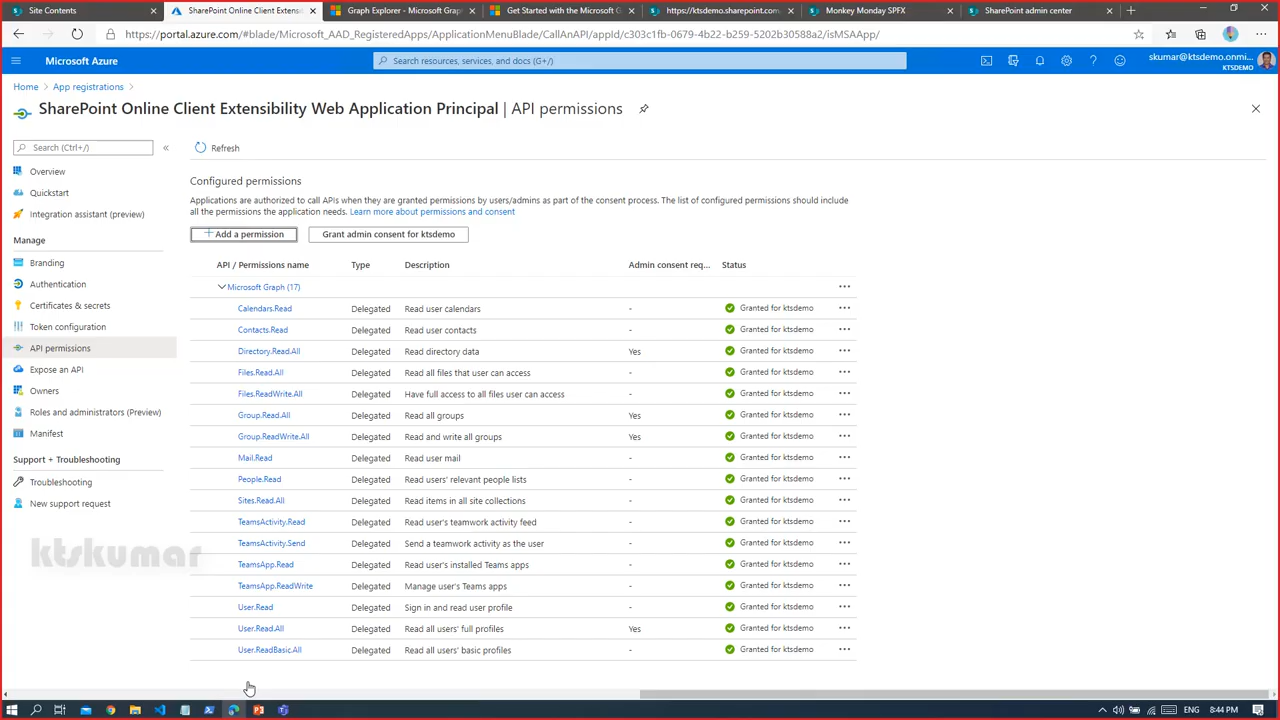 Site Contents
SharePoint Online Client Extensibi
Graph Explorer - Microsoft Grap
Get Started with the Microsoft G
https://ktsdemo.sharepoint.com
Monkey Monday SPFX
SharePoint admin center
https://portal.azure.com/#blade/Microsoft_AAD_RegisteredApps/ApplicationMenuBlade/CallAnAPI/appId/c303c1fb-0679-4b22-b259-5202b30588a2/isMSAApp/
Microsoft Azure
Search resources, services, and docs (G+/)
skumar@ktsdemo.onmi...
KTSDEMO
Home > App registrations >
SharePoint Online Client Extensibility Web Application Principal | API permissions
Search (Ctrl+/)
«
Refresh
Overview
Quickstart
Integration assistant (preview)
Manage
Branding
Authentication
Certificates & secrets
Token configuration
API permissions
Expose an API
Owners
Roles and administrators (Preview)
Manifest
Support + Troubleshooting
Troubleshooting
New support request
ktskumar
Configured permissions
Applications are authorized to call APIs when they are granted permissions by users/admins as part of the consent process. The list of configured permissions should include
all the permissions the application needs. Learn more about permissions and consent
Add a permission
Grant admin consent for ktsdemo
API / Permissions name Type Description Admin consent req... Status
Microsoft Graph (17) ...
Calendars.Read Delegated Read user calendars - Granted for ktsdemo ...
Contacts.Read Delegated Read user contacts - Granted for ktsdemo ...
Directory.Read.All Delegated Read directory data Yes Granted for ktsdemo ...
Files.Read.All Delegated Read all files that user can access - Granted for ktsdemo ...
Files.ReadWrite.All Delegated Have full access to all files user can access - Granted for ktsdemo ...
Group.Read.All Delegated Read all groups Yes Granted for ktsdemo ...
Group.ReadWrite.All Delegated Read and write all groups Yes Granted for ktsdemo ...
Mail.Read Delegated Read user mail - Granted for ktsdemo ...
People.Read Delegated Read users' relevant people lists - Granted for ktsdemo ...
Sites.Read.All Delegated Read items in all site collections - Granted for ktsdemo ...
TeamsActivity.Read Delegated Read user's teamwork activity feed - Granted for ktsdemo ...
TeamsActivity.Send Delegated Send a teamwork activity as the user - Granted for ktsdemo ...
TeamsApp.Read Delegated Read user's installed Teams apps - Granted for ktsdemo ...
TeamsApp.ReadWrite Delegated Manage user's Teams apps - Granted for ktsdemo ...
User.Read Delegated Sign in and read user profile - Granted for ktsdemo ...
User.Read.All Delegated Read all users' full profiles Yes Granted for ktsdemo ...
User.ReadBasic.All Delegated Read all users' basic profiles - Granted for ktsdemo ...
ENG 8:44 PM